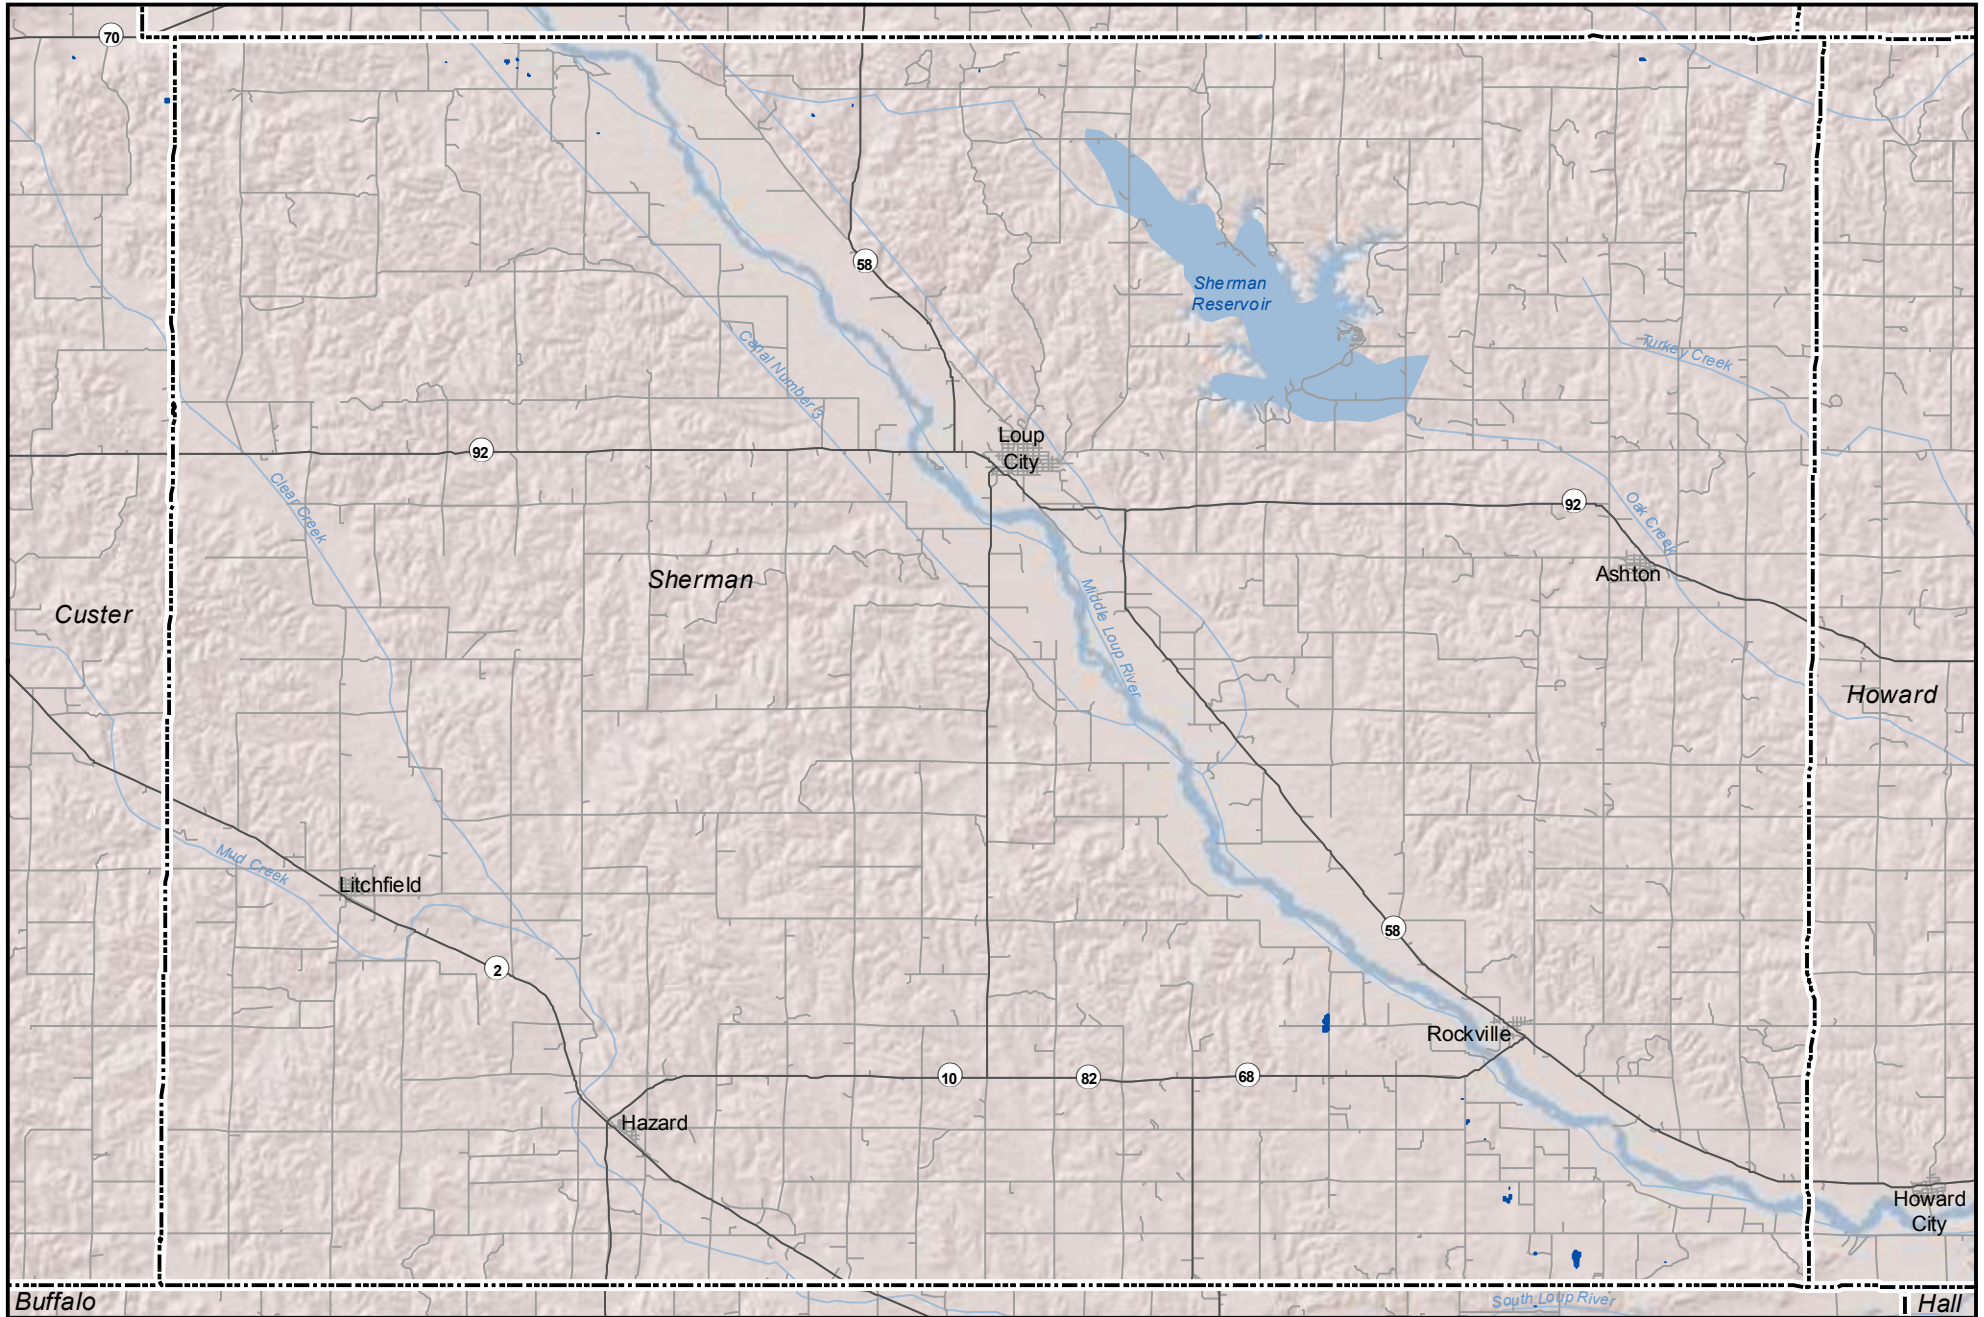 70
58
Sherman
Reservoir
Turkey Creek
Canal Number 3
Loup
City
92
Clear Creek
92
Oak Creek
Ashton
Sherman
Custer
Middle Loup River
Howard
Mud Creek
Litchfield
58
2
Rockville
10
82
68
Hazard
Howard
City
Buffalo
South Loup River
Hall